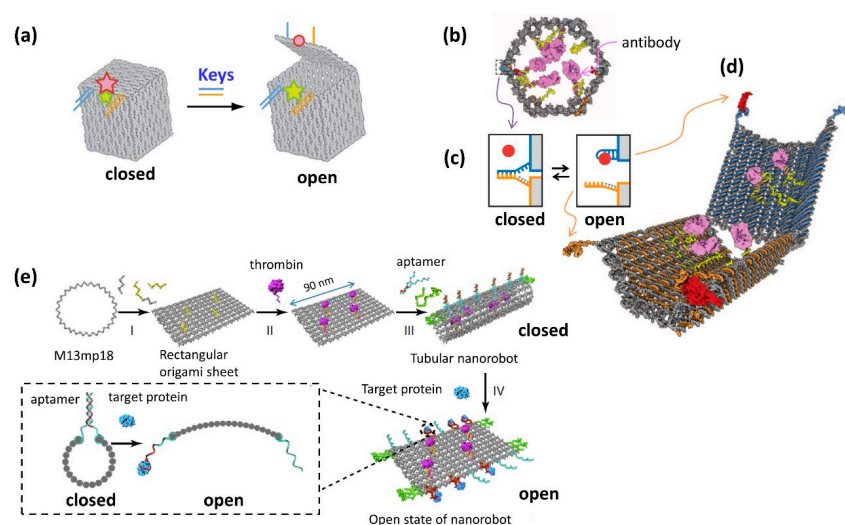 (a)
Keys
closed
open
(b)
antibody
(c)
closed
open
(d)
(e)
thrombin
90 nm
aptamer
I
II
III
M13mp18
Rectangular
origami sheet
closed
Tubular nanorobot
aptamer
target protein
closed
open
Target protein
IV
open
Open state of nanorobot